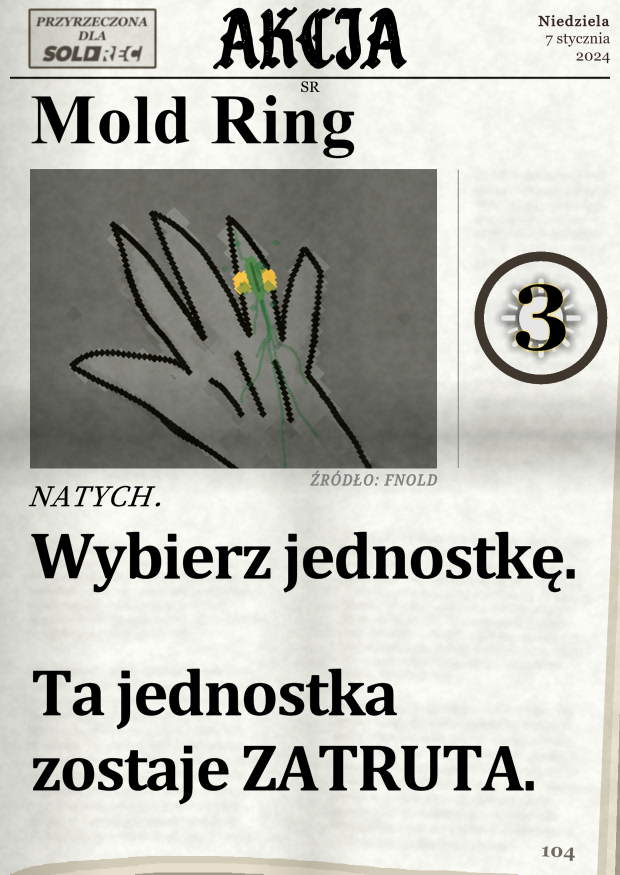 PRZYRZECZONA
DLA
SOLDREC
AKCJA
Niedziela
7 stycznia
2024
SR
Mold Ring
3
ŹRÓDŁO: FNOLD
NATYCH.
Wybierz jednostkę.
Ta jednostka
zostaje ZATRUTA.
104